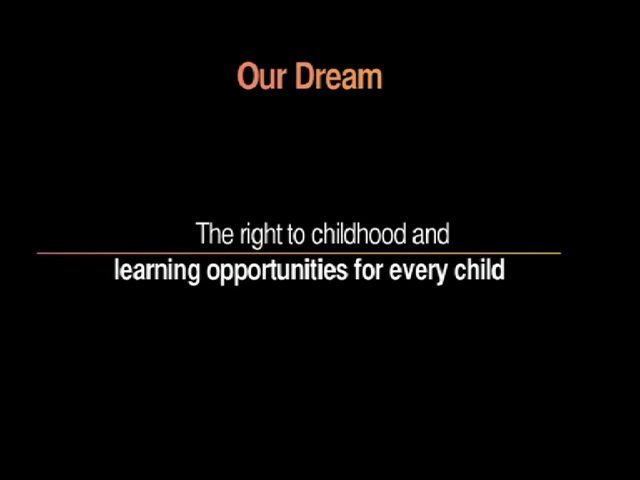 Our Dream
The right to childhood and
learning opportunities for every child